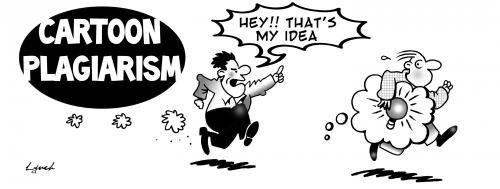 CARTOON
PLAGIARISM
HEY!! THAT'S
MY IDEA
Lynch